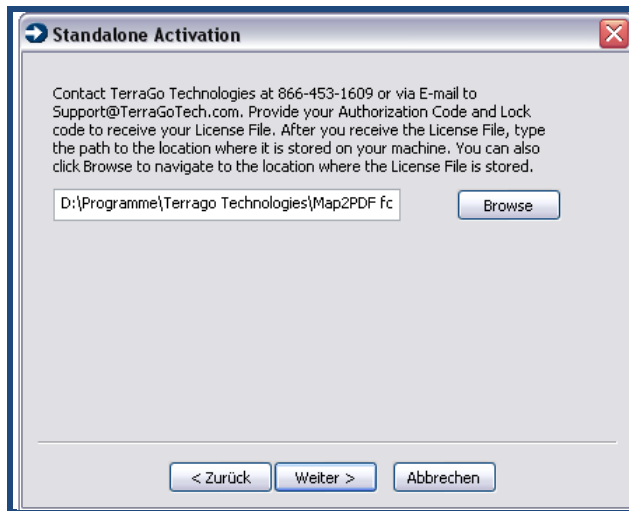 Standalone Activation
Contact TerraGo Technologies at 866-453-1609 or via E-mail to
Support@TerraGoTech.com. Provide your Authorization Code and Lock
code to receive your License File. After you receive the License File, type
the path to the location where it is stored on your machine. You can also
click Browse to navigate to the location where the License File is stored.
D:\Programme\Terrago Technologies\Map2PDF fc
Browse
< Zurück
Weiter >
Abbrechen